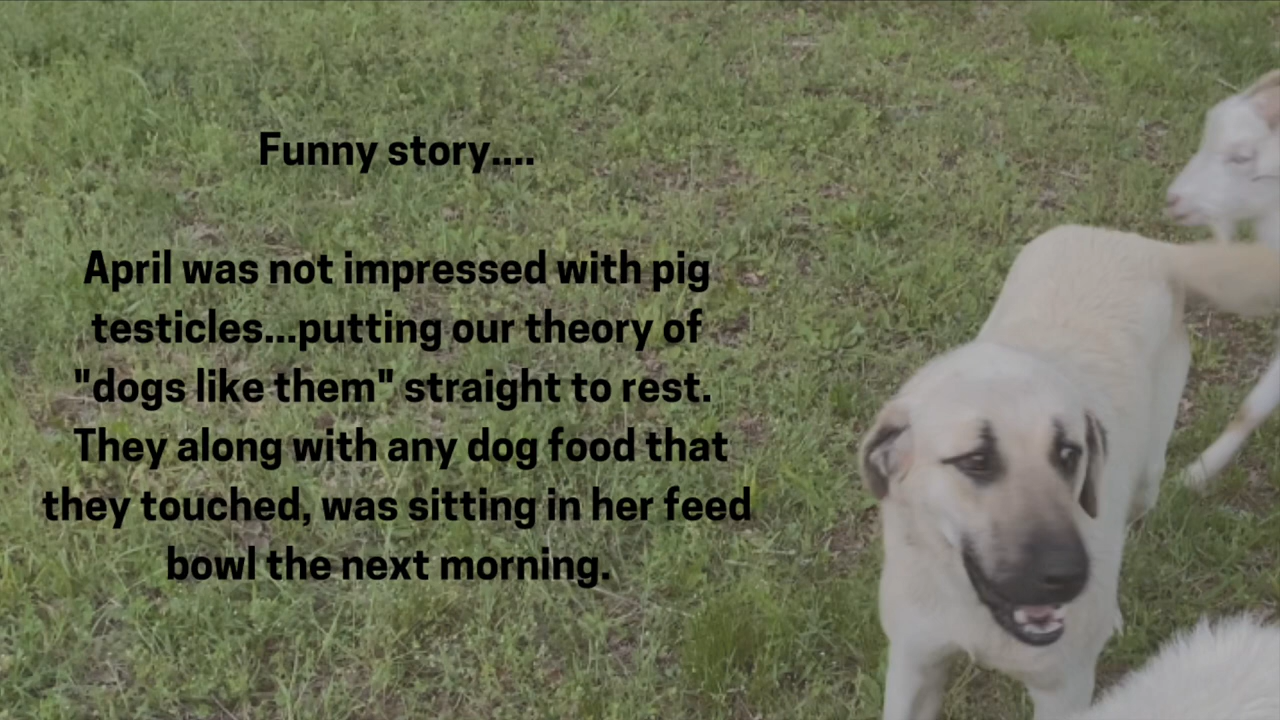 Funny story....
April was not impressed with pig
testicles...putting our theory of
"dogs like them" straight to rest.
They along with any dog food that
they touched, was sitting in her feed
bowl the next morning.